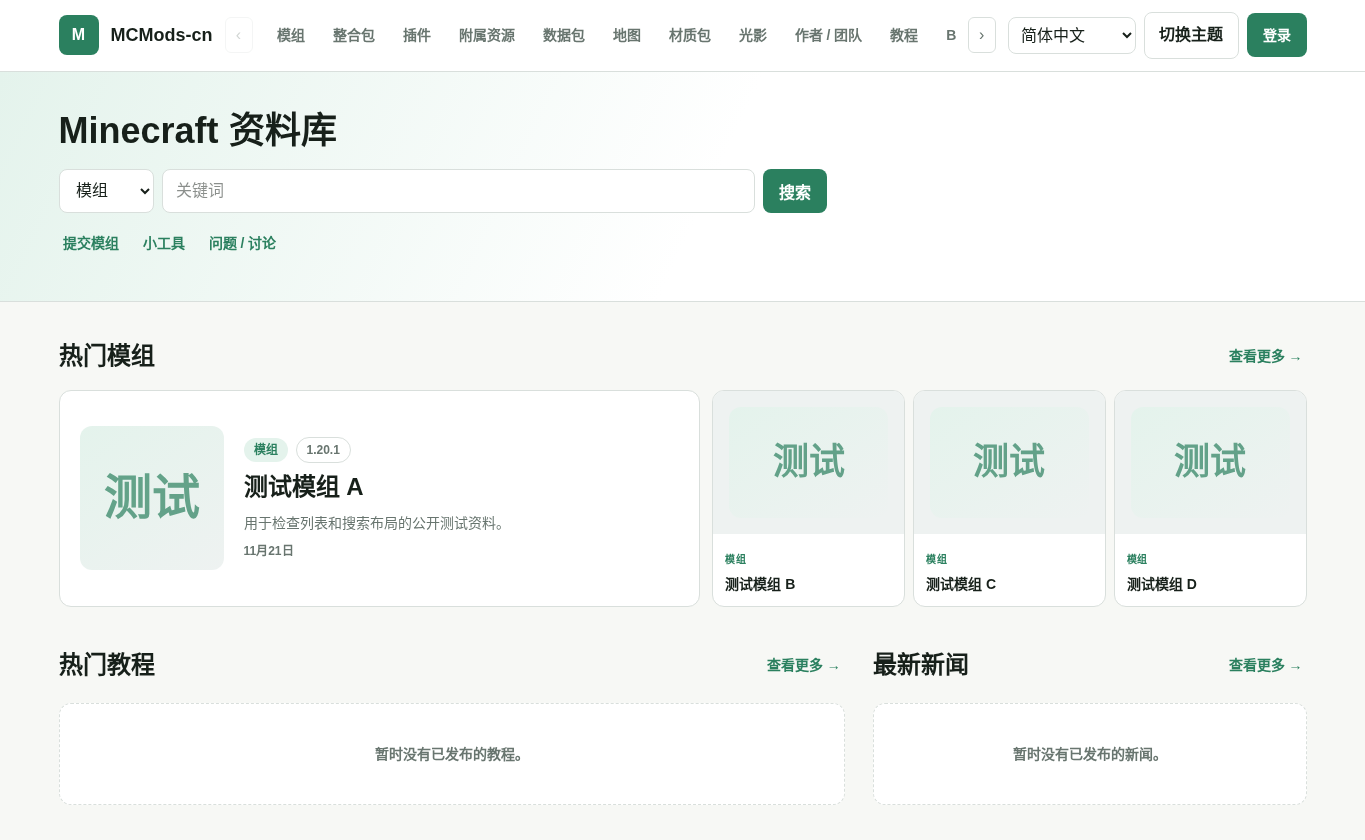 M MCMods-cn ‹ 模组 整合包 插件 附属资源 数据包 地图 材质包 光影 作者 / 团队 教程 B › 简体中文 切换主题 登录
Minecraft 资料库
模组 关键词 搜索
提交模组 小工具 问题 / 讨论
热门模组 查看更多 →
测试
模组 1.20.1
测试模组 A
用于检查列表和搜索布局的公开测试资料。
11月21日
测试
模组
测试模组 B
测试
模组
测试模组 C
测试
模组
测试模组 D
热门教程 查看更多 →
暂时没有已发布的教程。
最新新闻 查看更多 →
暂时没有已发布的新闻。